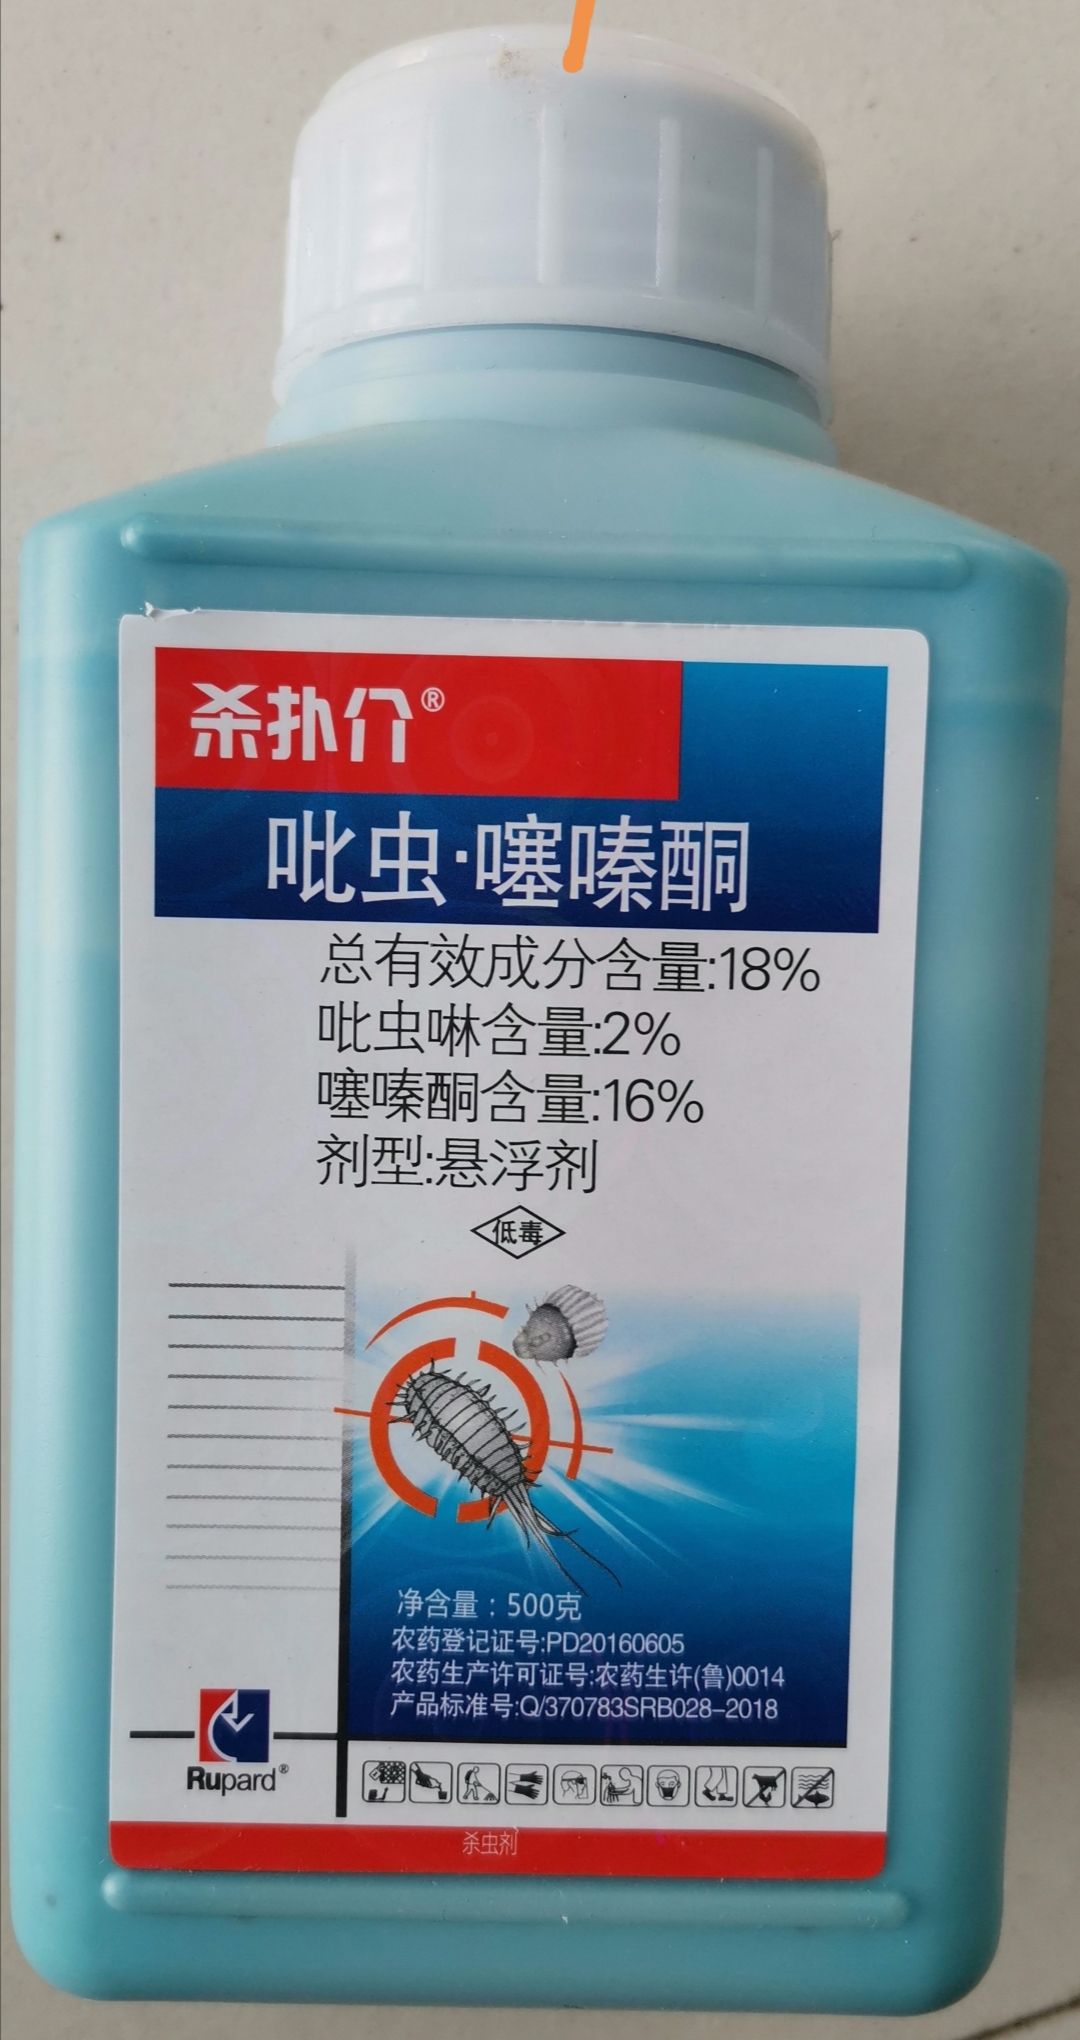 杀扑介®
吡虫·噻嗪酮
总有效成分含量:18%
吡虫啉含量:2%
噻嗪酮含量:16%
剂型:悬浮剂
低毒
净含量：500克
农药登记证号:PD20160605
农药生产许可证号:农药生许(鲁)0014
产品标准号:Q/370783SRB028-2018
Rupard®
杀虫剂